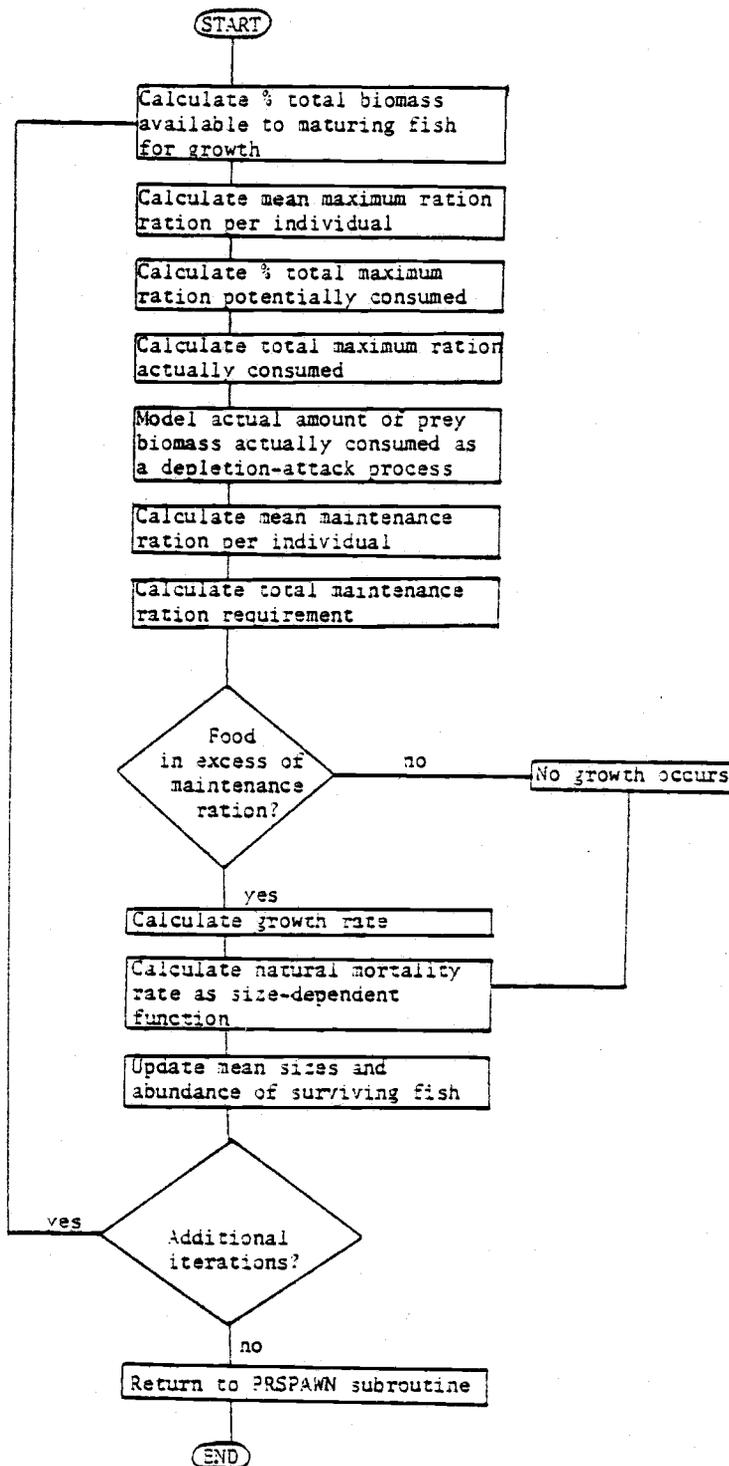 START
Calculate % total biomass
available to maturing fish
for growth
Calculate mean maximum ration
ration per individual
Calculate % total maximum
ration potentially consumed
Calculate total maximum ration
actually consumed
Model actual amount of prey
biomass actually consumed as
a depletion-attack process
Calculate mean maintenance
ration per individual
Calculate total maintenance
ration requirement
Food
in excess of
maintenance
ration?
no
No growth occurs
yes
Calculate growth rate
Calculate natural mortality
rate as size-dependent
function
Update mean sizes and
abundance of surviving fish
yes
Additional
iterations?
no
Return to PRSPAWN subroutine
END